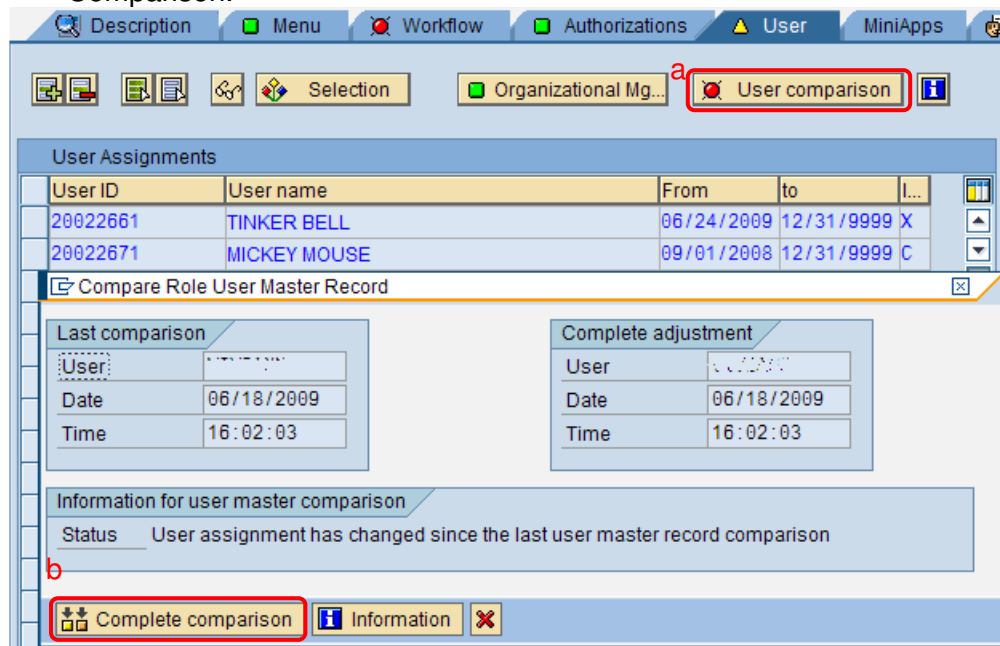 Comparison.
Description Menu Workflow Authorizations User MiniApps
a
Selection Organizational Mg... User comparison
User Assignments
User ID User name From to I...
20022661 TINKER BELL 06/24/2009 12/31/9999 X
20022671 MICKEY MOUSE 09/01/2008 12/31/9999 C
Compare Role User Master Record
Last comparison Complete adjustment
User User
Date 06/18/2009 Date 06/18/2009
Time 16:02:03 Time 16:02:03
Information for user master comparison
Status User assignment has changed since the last user master record comparison
b
Complete comparison Information